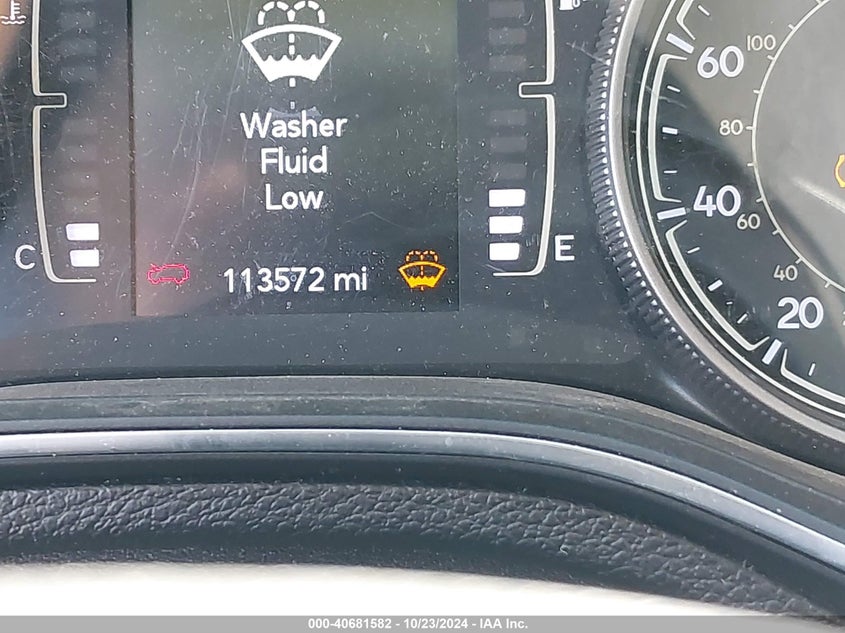 Washer
Fluid
Low
C
113572 mi
E
60
100
80
40
60
40
20
000-40681582 - 10/23/2024 - IAA Inc.